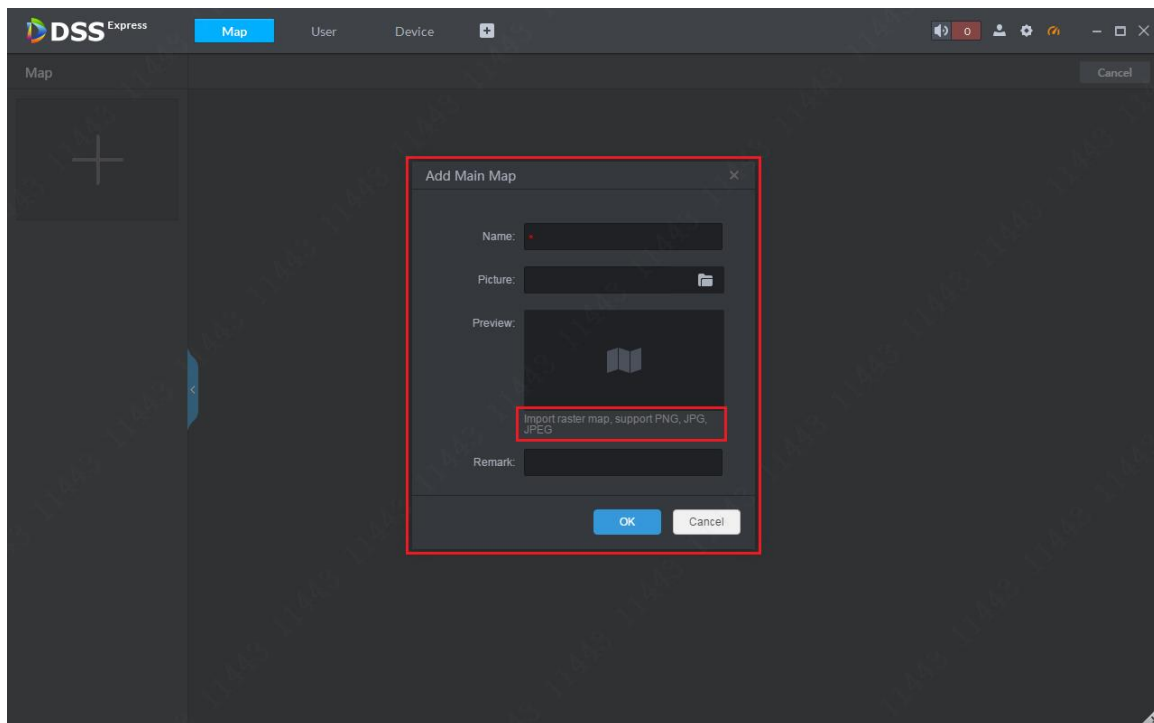 DSS Express Map User Device 0
Map Cancel
Add Main Map
Name: *
Picture:
Preview:
Import raster map, support PNG, JPG,
JPEG
Remark:
OK Cancel